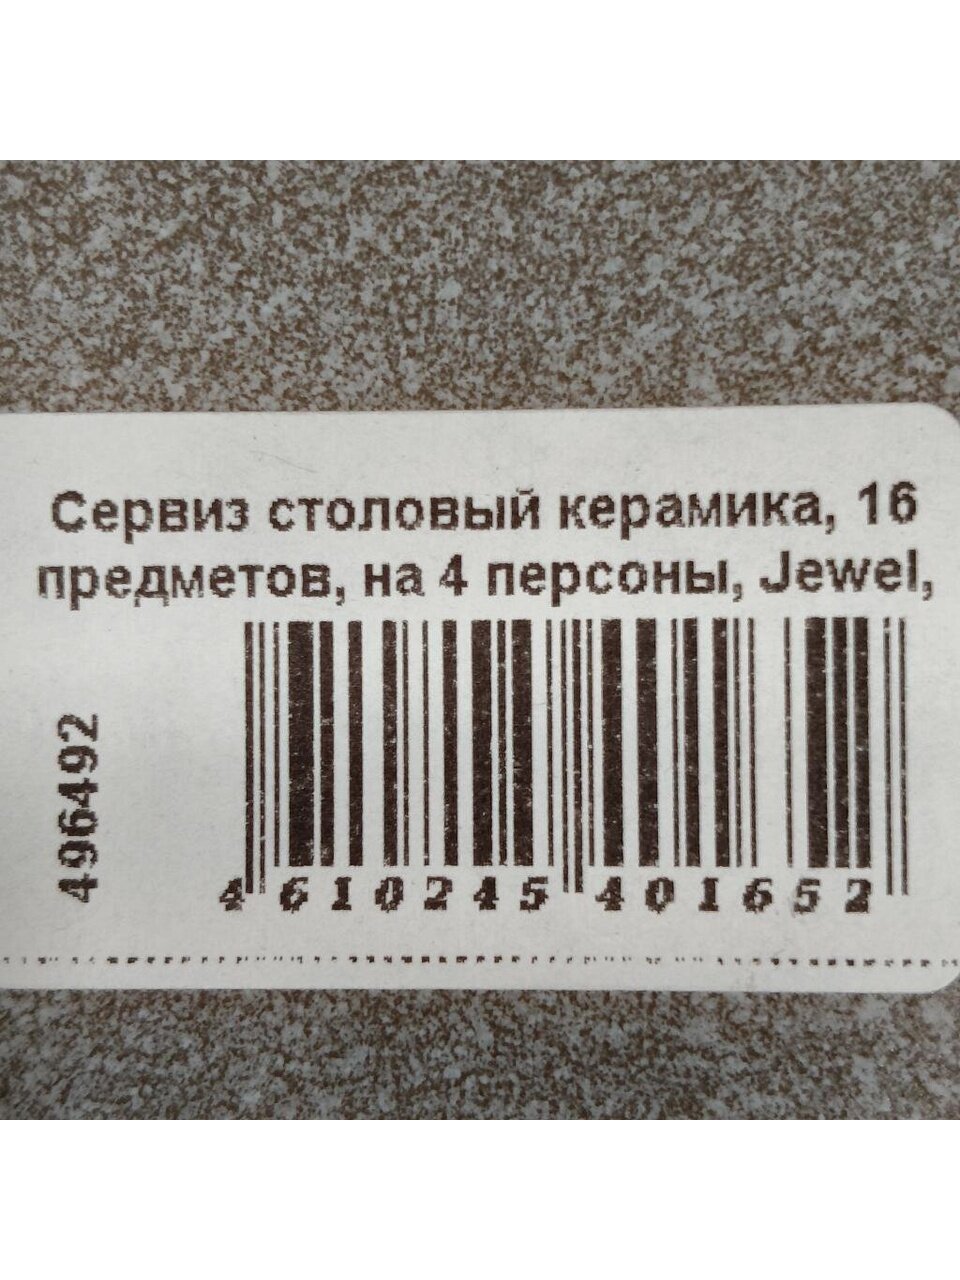 Сервиз столовый керамика, 16
предметов, на 4 персоны, Jewel,
496492
4 610245 401652